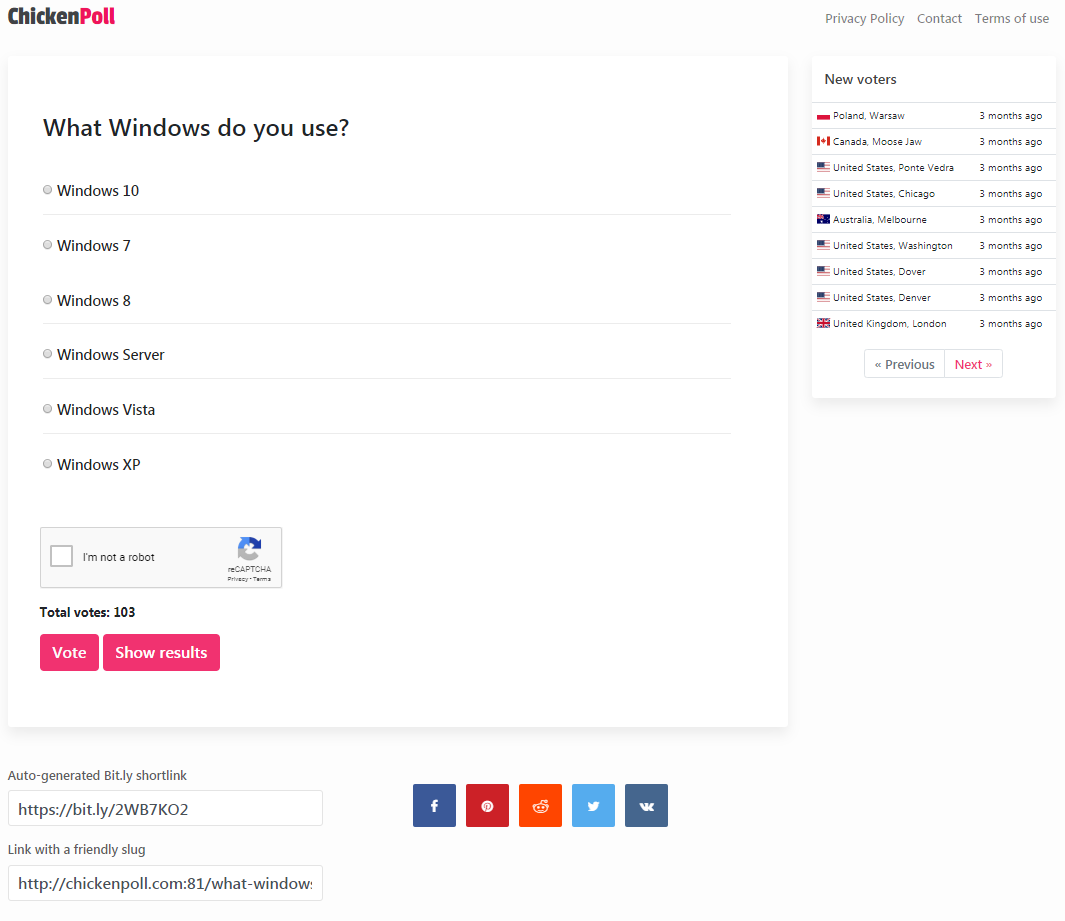 ChickenPoll
Privacy Policy Contact Terms of use
What Windows do you use?
Windows 10
Windows 7
Windows 8
Windows Server
Windows Vista
Windows XP
I'm not a robot
reCAPTCHA
Privacy • Terms
Total votes: 103
Vote Show results
New voters
Poland, Warsaw 3 months ago
Canada, Moose Jaw 3 months ago
United States, Ponte Vedra 3 months ago
United States, Chicago 3 months ago
Australia, Melbourne 3 months ago
United States, Washington 3 months ago
United States, Dover 3 months ago
United States, Denver 3 months ago
United Kingdom, London 3 months ago
« Previous Next »
Auto-generated Bit.ly shortlink
https://bit.ly/2WB7KO2
Link with a friendly slug
http://chickenpoll.com:81/what-windows